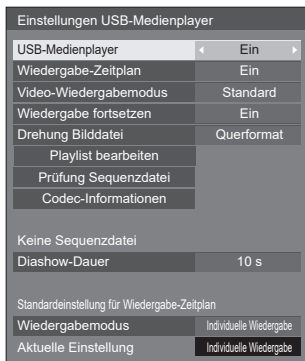 Einstellungen USB-Medienplayer
USB-Medienplayer Ein
Wiedergabe-Zeitplan Ein
Video-Wiedergabemodus Standard
Wiedergabe fortsetzen Ein
Drehung Bilddatei Querformat
Playlist bearbeiten
Prüfung Sequenzdatei
Codec-Informationen
Keine Sequenzdatei
Diashow-Dauer 10 s
Standardeinstellung für Wiedergabe-Zeitplan
Wiedergabemodus Individuelle Wiedergabe
Aktuelle Einstellung Individuelle Wiedergabe